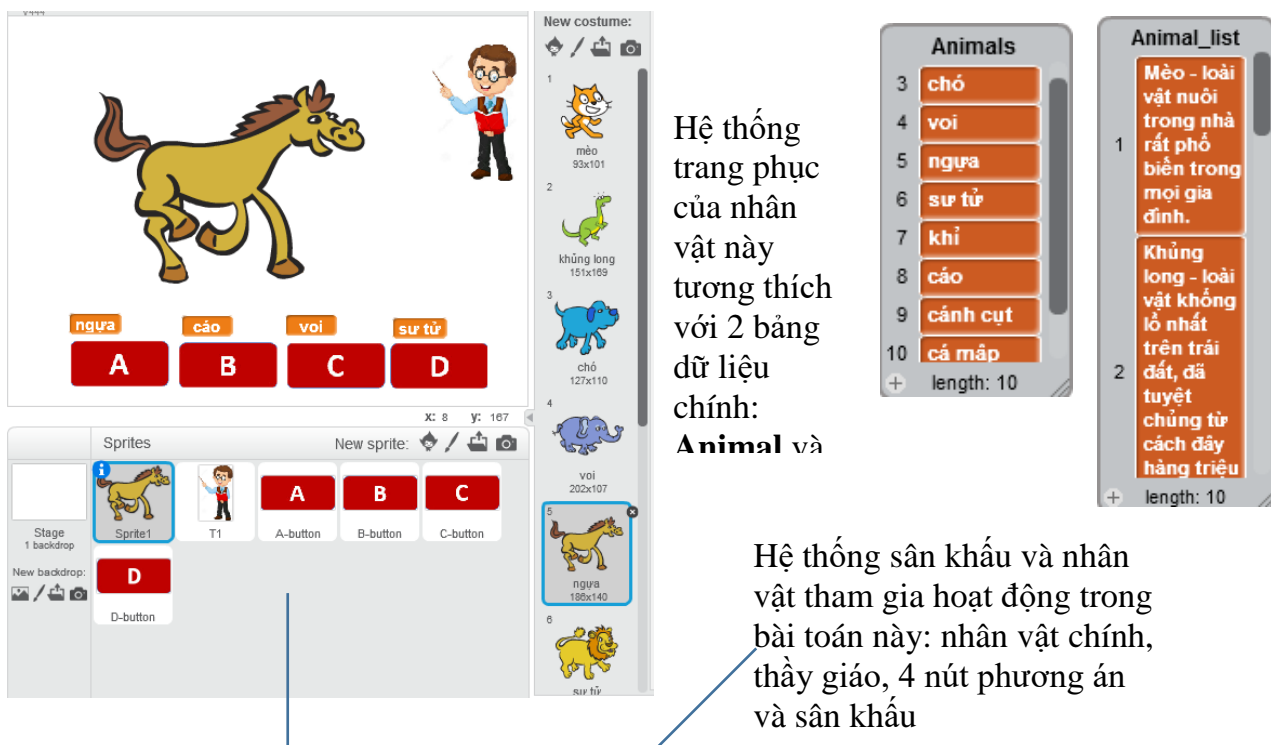 New costume:
1
mèo
93x101
2
khủng long
151x169
3
chó
127x110
4
voi
202x107
5
ngựa
186x140
6
sư tử
ngựa
cáo
voi
sư tử
A
B
C
D
x: 8 y: 167
Sprites
New sprite:
Stage
1 backdrop
New backdrop:
Sprite1
T1
A
A-button
B
B-button
C
C-button
D
D-button
Hệ thống
trang phục
của nhân
vật này
tương thích
với 2 bảng
dữ liệu
chính:
Animal và
Animals
3 chó
4 voi
5 ngựa
6 sư tử
7 khỉ
8 cáo
9 cánh cụt
10 cá mập
+ length: 10
Animal_list
Mèo - loài
vật nuôi
trong nhà
1 rất phổ
biến trong
mọi gia
đình.
Khủng
long - loài
vật khổng
lồ nhất
trên trái
2 đất, đã
tuyệt
chủng từ
cách đây
hàng triệu
+ length: 10
Hệ thống sân khấu và nhân
vật tham gia hoạt động trong
bài toán này: nhân vật chính,
thầy giáo, 4 nút phương án
và sân khấu